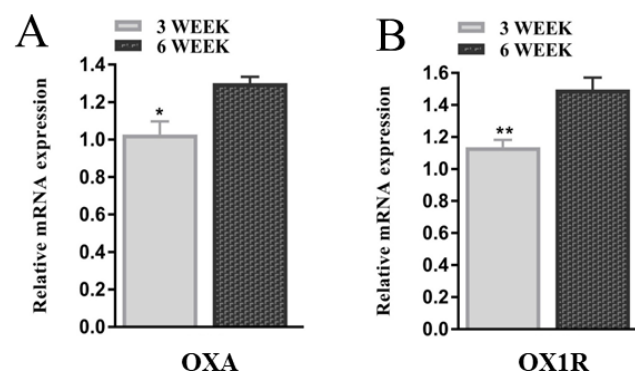 A
3 WEEK
6 WEEK
Relative mRNA expression
1.4
1.2
1.0
0.8
0.6
0.4
0.2
0.0
*
OXA
B
3 WEEK
6 WEEK
Relative mRNA expression
1.6
1.4
1.2
1.0
0.8
0.6
0.4
0.2
0.0
**
OX1R